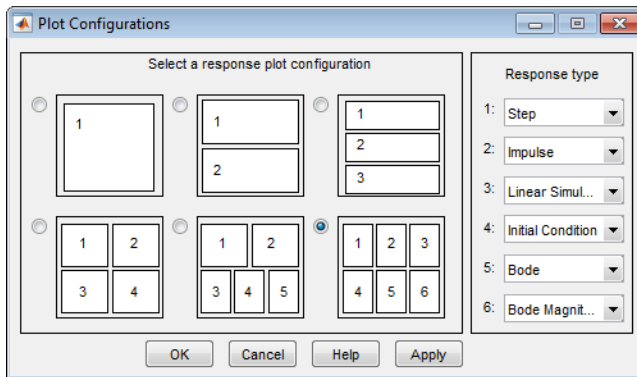 Plot Configurations
Select a response plot configuration
1
1
2
1
2
3
1 2
3 4
1 2
3 4 5
1 2 3
4 5 6
Response type
1: Step
2: Impulse
3: Linear Simul...
4: Initial Condition
5: Bode
6: Bode Magnit...
OK Cancel Help Apply